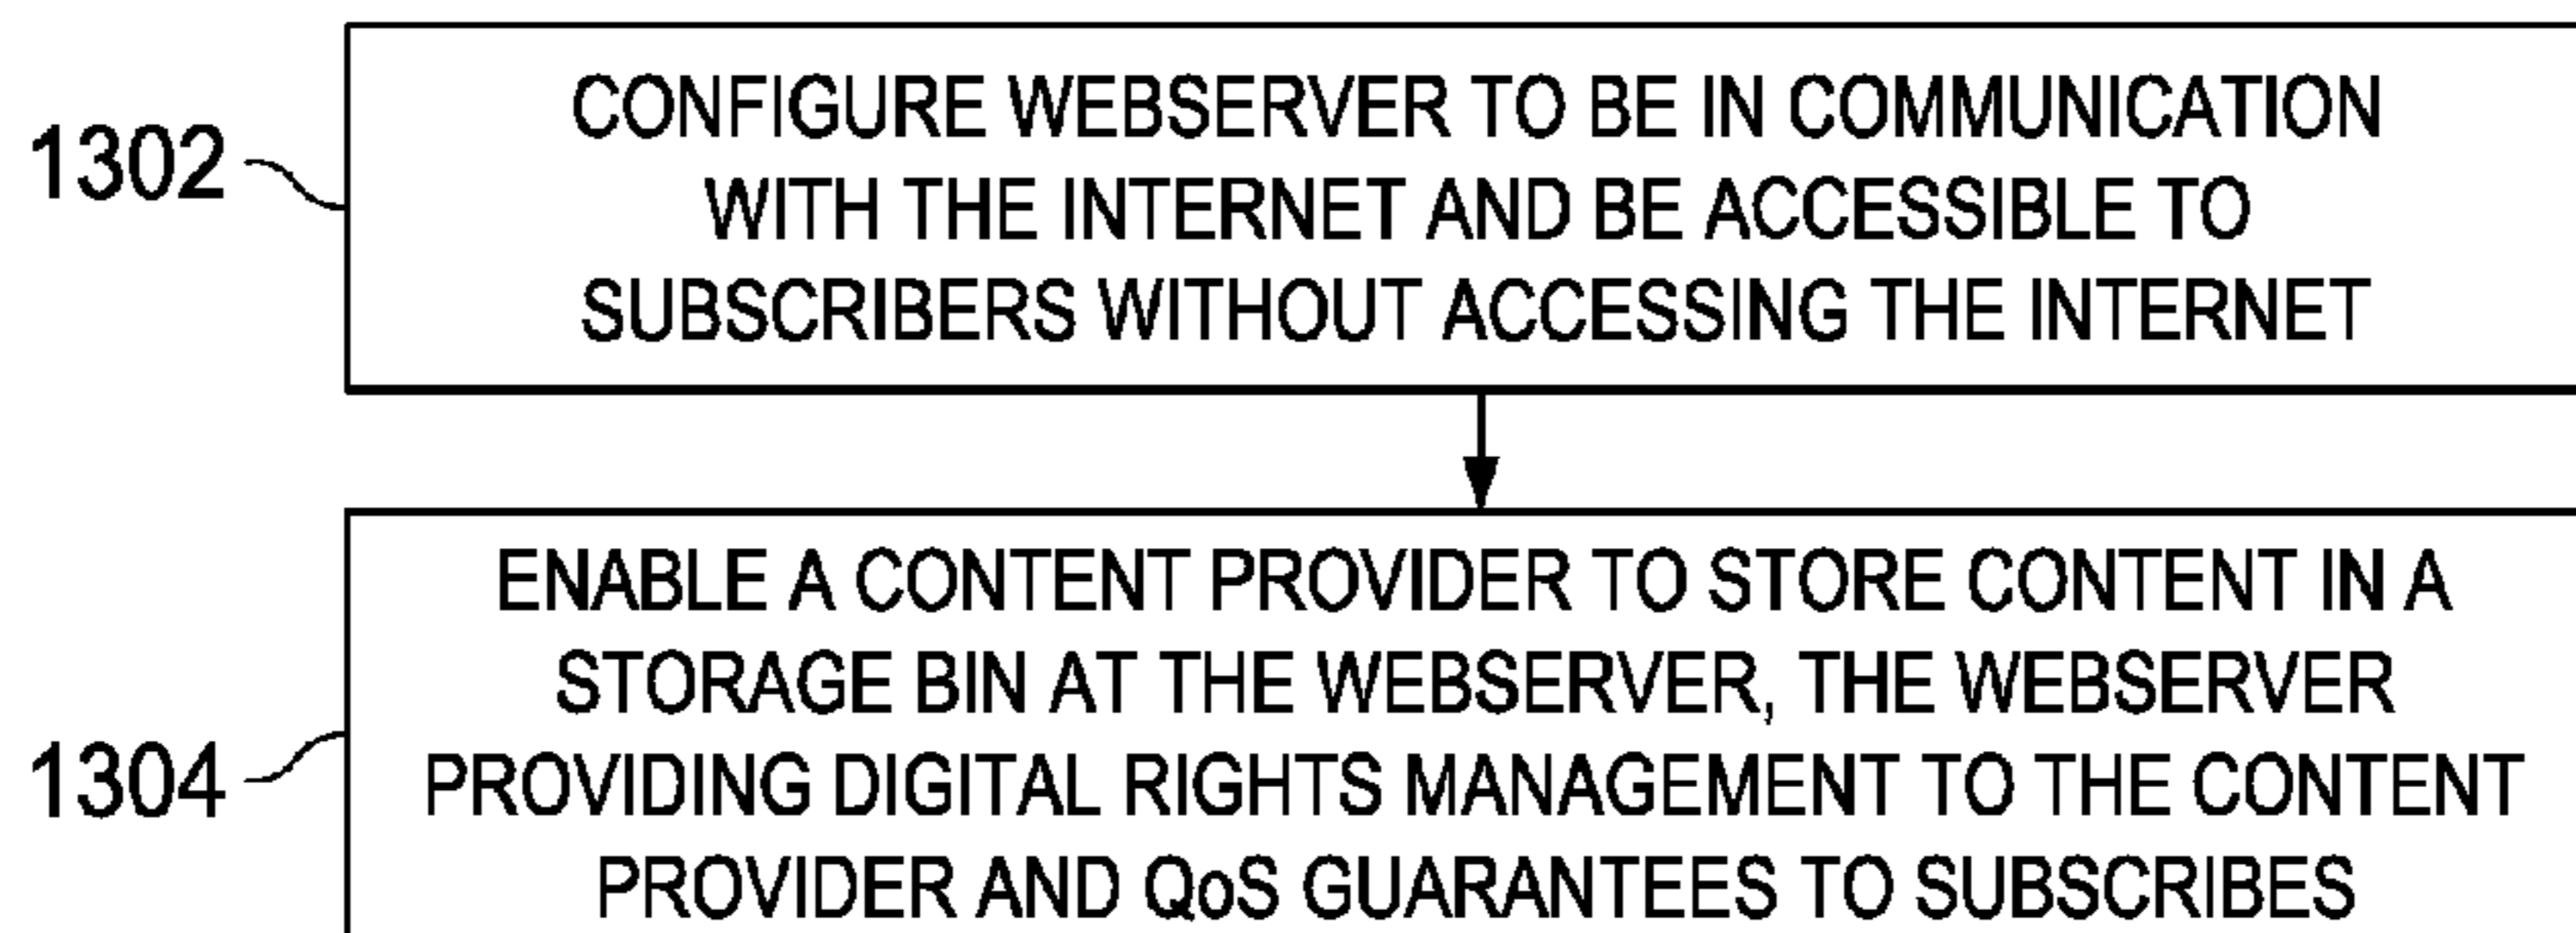 1302
CONFIGURE WEBSERVER TO BE IN COMMUNICATION
WITH THE INTERNET AND BE ACCESSIBLE TO
SUBSCRIBERS WITHOUT ACCESSING THE INTERNET
1304
ENABLE A CONTENT PROVIDER TO STORE CONTENT IN A
STORAGE BIN AT THE WEBSERVER, THE WEBSERVER
PROVIDING DIGITAL RIGHTS MANAGEMENT TO THE CONTENT
PROVIDER AND QoS GUARANTEES TO SUBSCRIBES